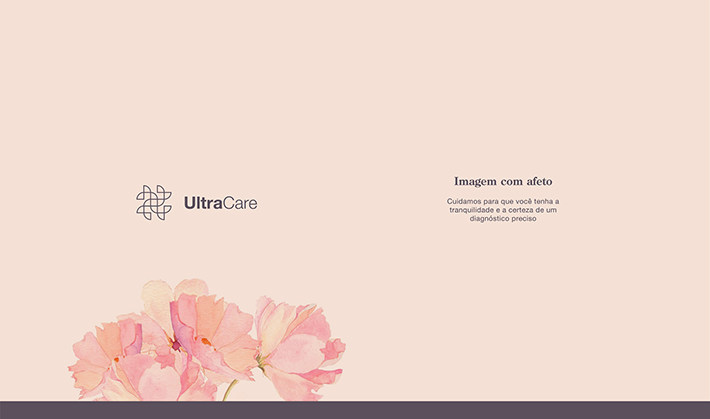 UltraCare
Imagem com afeto
Cuidamos para que você tenha a
tranquilidade e a certeza de um
diagnóstico preciso